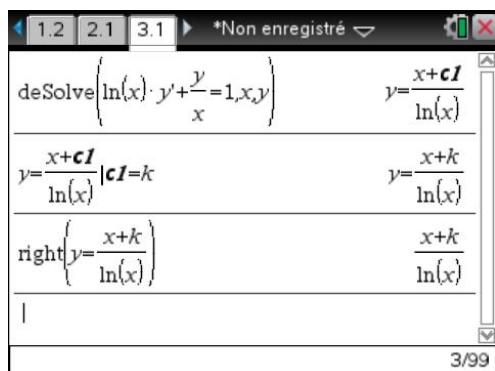 1.2 2.1 3.1 *Non enregistré
deSolve(ln(x)·y'+y/x=1,x,y) y=(x+c1)/ln(x)
y=(x+c1)/ln(x)|c1=k y=(x+k)/ln(x)
right(y=(x+k)/ln(x)) (x+k)/ln(x)
3/99